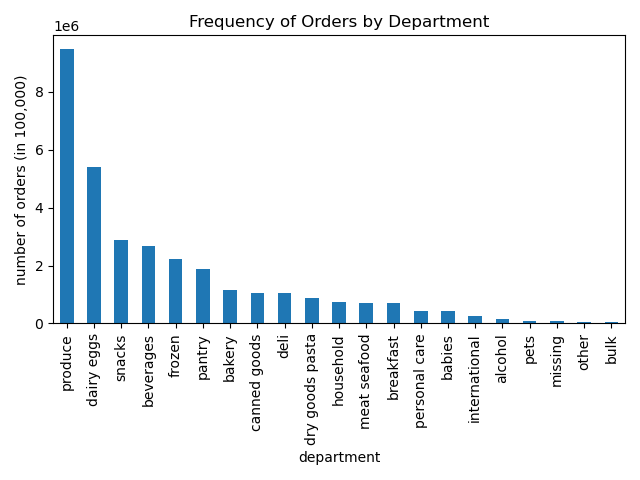 Frequency of Orders by Department
1e6
number of orders (in 100,000)
8
6
4
2
0
produce
dairy eggs
snacks
beverages
frozen
pantry
bakery
canned goods
deli
dry goods pasta
household
meat seafood
breakfast
personal care
babies
international
alcohol
pets
missing
other
bulk
department